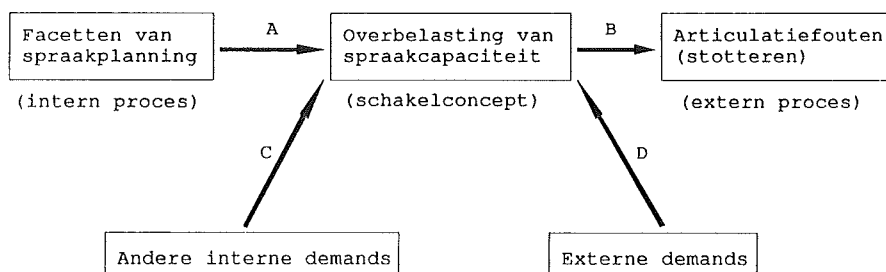 A
B
Facetten van
spraakplanning
Overbelasting van
spraakcapaciteit
Articulatiefouten
(stotteren)
(intern proces)
(schakelconcept)
(extern proces)
C
D
Andere interne demands
Externe demands